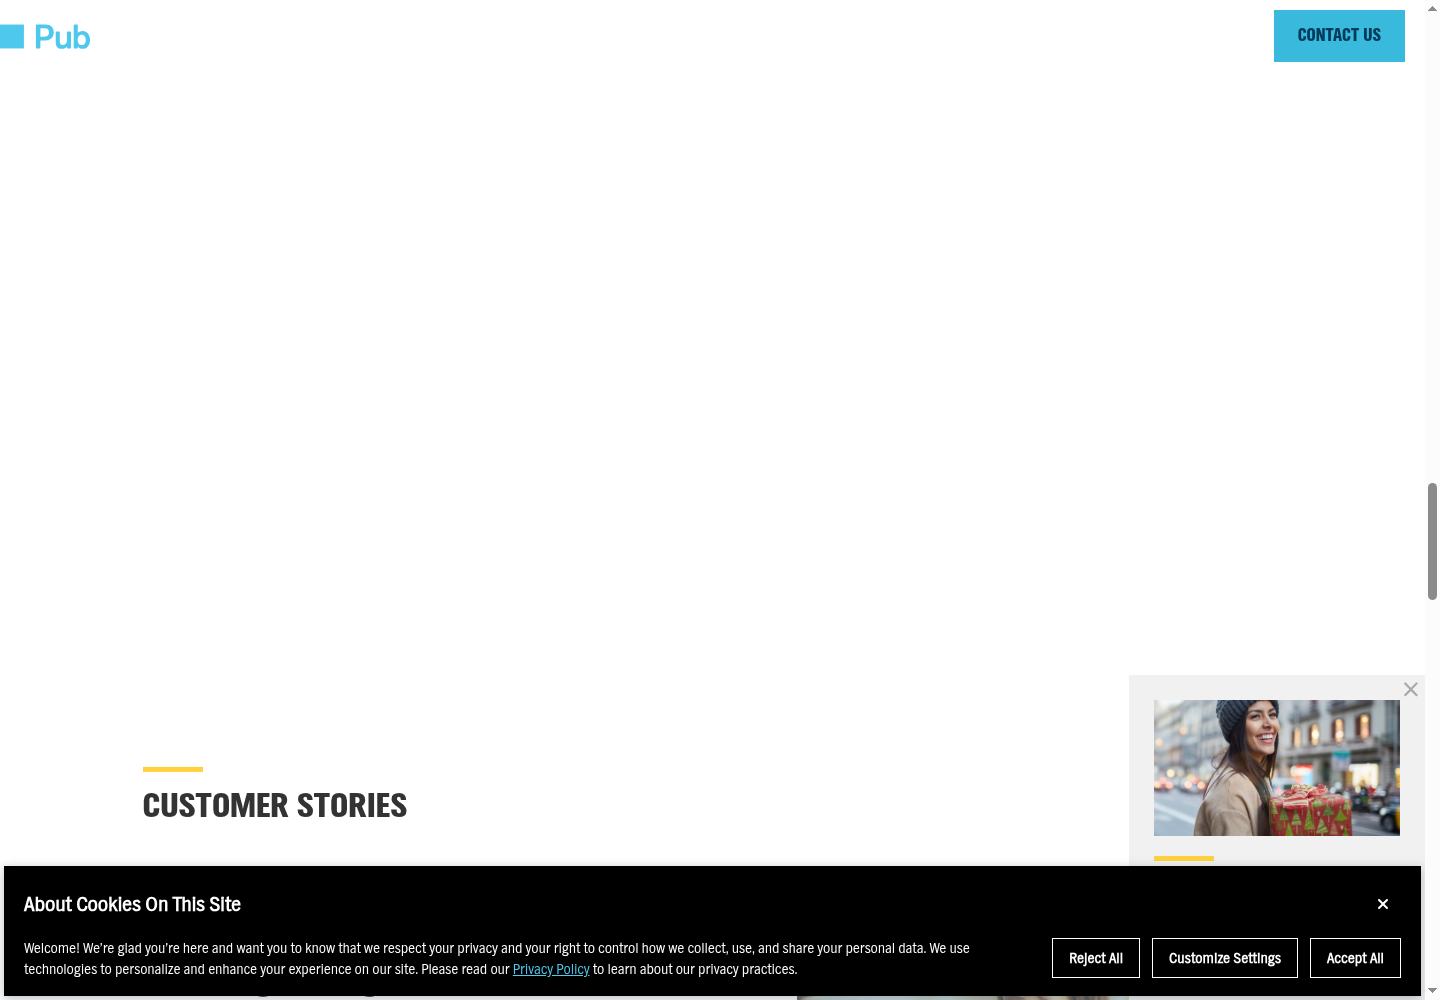 Pub
CONTACT US
CUSTOMER STORIES
About Cookies On This Site
Welcome! We're glad you're here and want you to know that we respect your privacy and your right to control how we collect, use, and share your personal data. We use
technologies to personalize and enhance your experience on our site. Please read our Privacy Policy to learn about our privacy practices.
Reject All
Customize Settings
Accept All